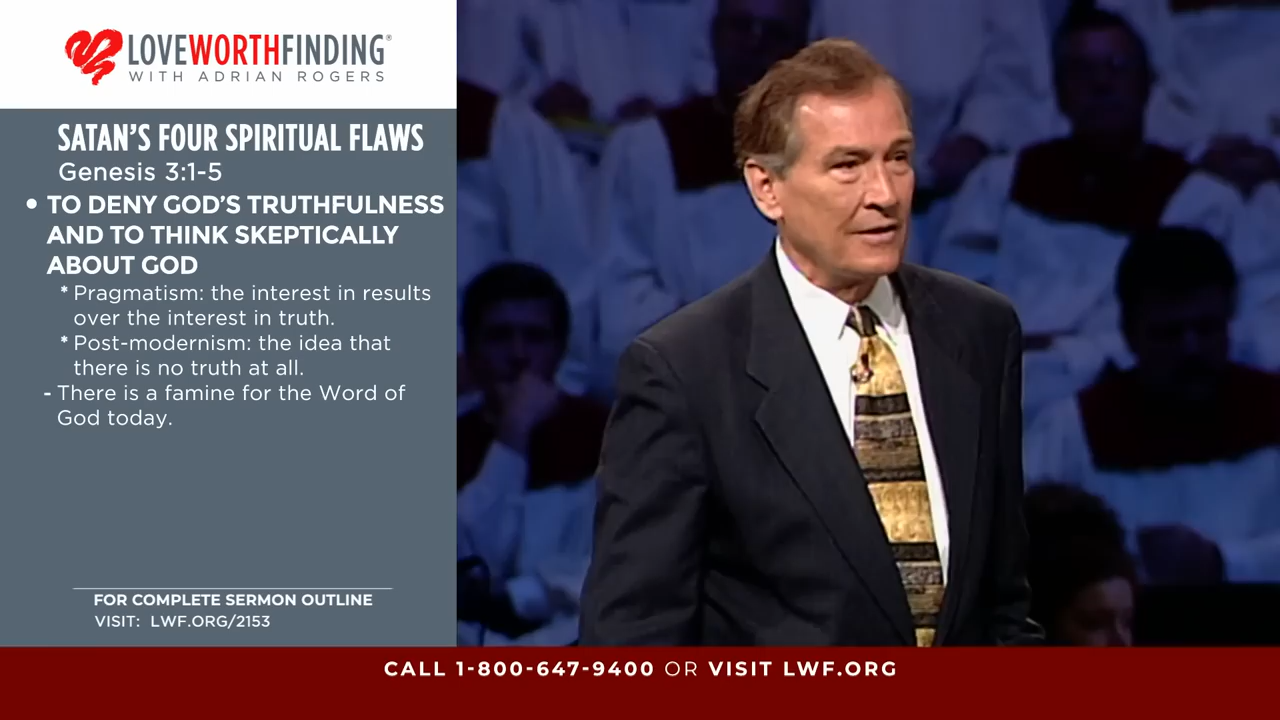 LOVEWORTHFINDING®
WITH ADRIAN ROGERS
SATAN'S FOUR SPIRITUAL FLAWS
Genesis 3:1-5
• TO DENY GOD'S TRUTHFULNESS
AND TO THINK SKEPTICALLY
ABOUT GOD
* Pragmatism: the interest in results
over the interest in truth.
* Post-modernism: the idea that
there is no truth at all.
- There is a famine for the Word of
God today.
FOR COMPLETE SERMON OUTLINE
VISIT: LWF.ORG/2153
CALL 1-800-647-9400 OR VISIT LWF.ORG